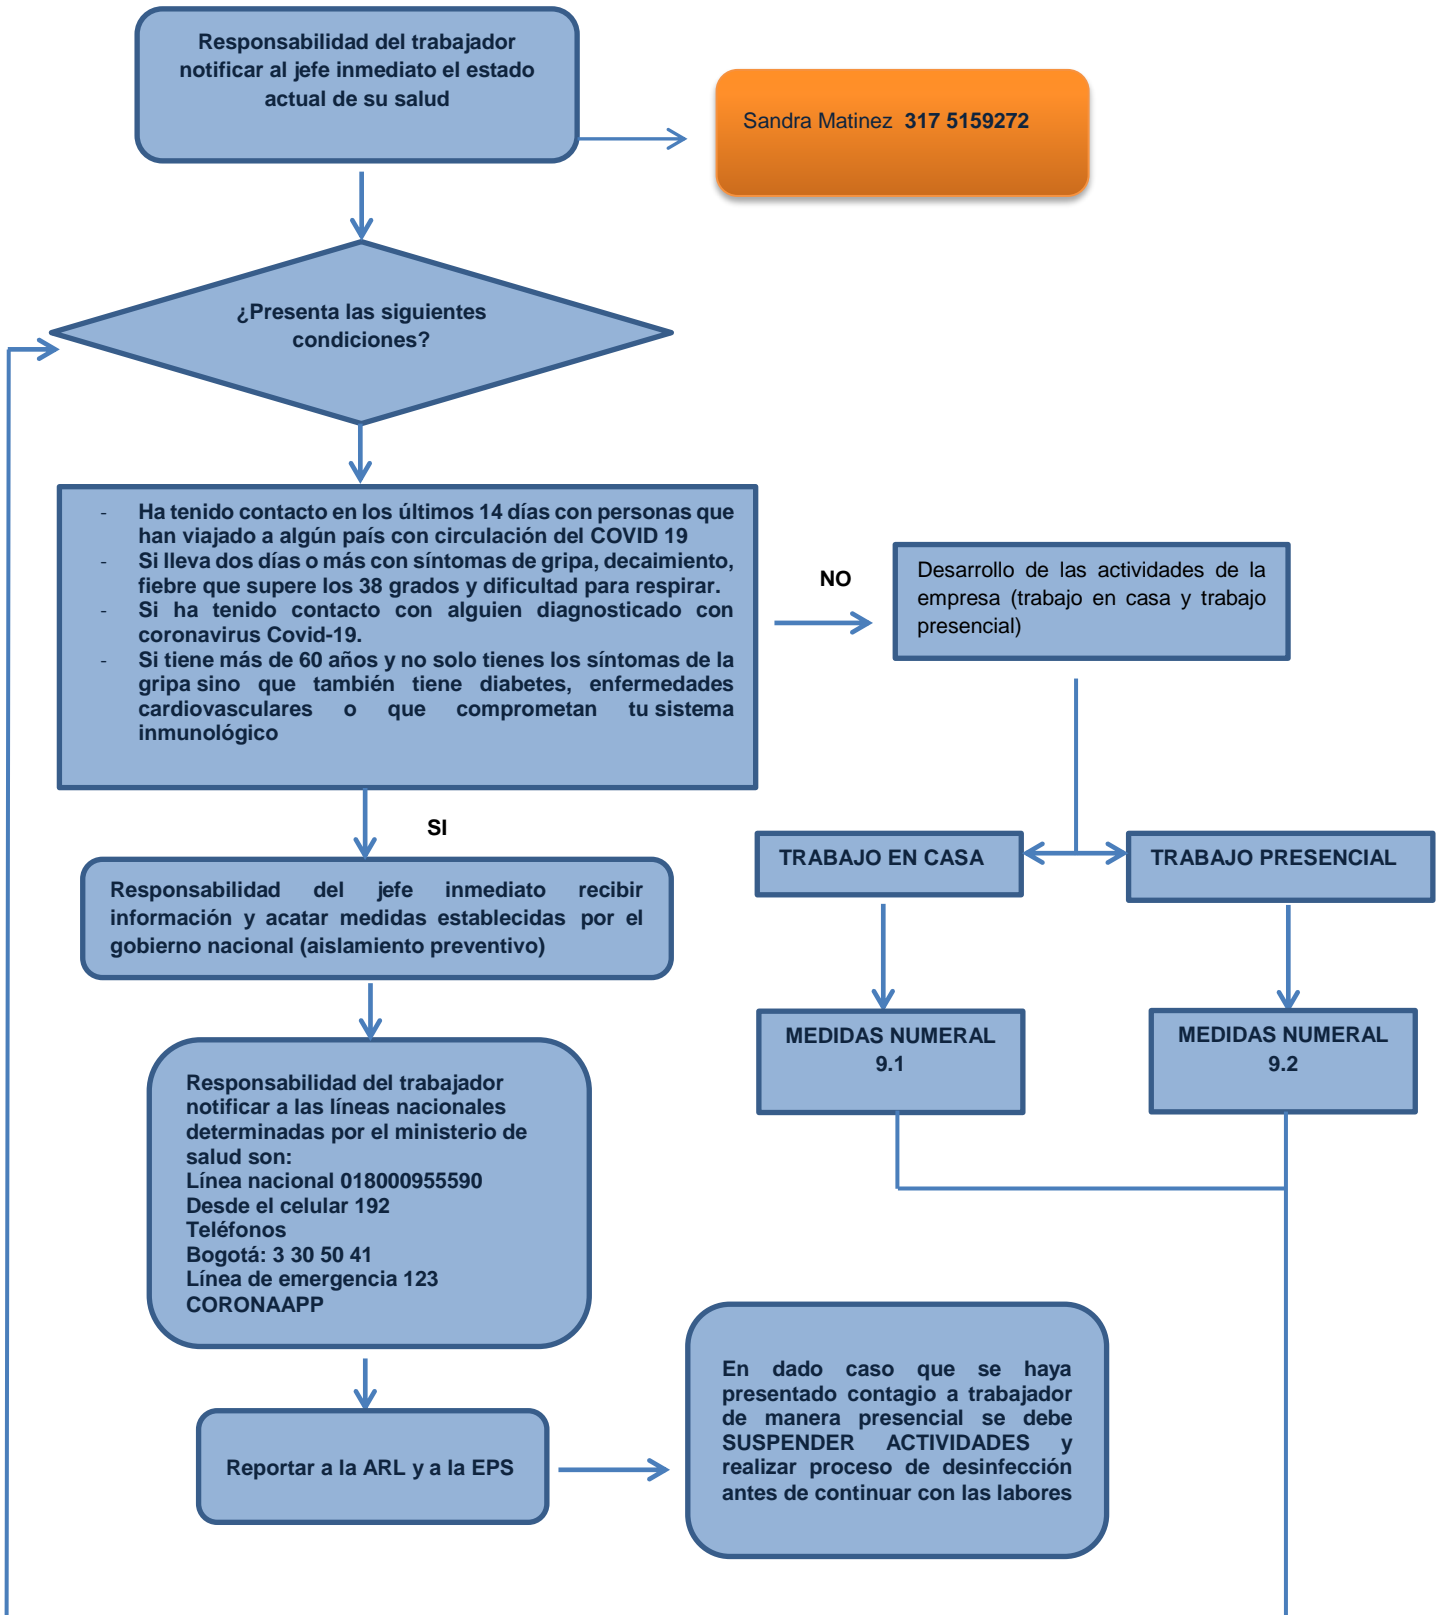 Responsabilidad del trabajador
notificar al jefe inmediato el estado
actual de su salud
Sandra Matinez 317 5159272
¿Presenta las siguientes
condiciones?
- Ha tenido contacto en los últimos 14 días con personas que
han viajado a algún país con circulación del COVID 19
- Si lleva dos días o más con síntomas de gripa, decaimiento,
fiebre que supere los 38 grados y dificultad para respirar.
- Si ha tenido contacto con alguien diagnosticado con
coronavirus Covid-19.
- Si tiene más de 60 años y no solo tienes los síntomas de la
gripa sino que también tiene diabetes, enfermedades
cardiovasculares o que comprometan tu sistema
inmunológico
NO
Desarrollo de las actividades de la
empresa (trabajo en casa y trabajo
presencial)
SI
TRABAJO EN CASA
TRABAJO PRESENCIAL
Responsabilidad del jefe inmediato recibir
información y acatar medidas establecidas por el
gobierno nacional (aislamiento preventivo)
MEDIDAS NUMERAL
9.1
MEDIDAS NUMERAL
9.2
Responsabilidad del trabajador
notificar a las líneas nacionales
determinadas por el ministerio de
salud son:
Línea nacional 018000955590
Desde el celular 192
Teléfonos
Bogotá: 3 30 50 41
Línea de emergencia 123
CORONAAPP
Reportar a la ARL y a la EPS
En dado caso que se haya
presentado contagio a trabajador
de manera presencial se debe
SUSPENDER ACTIVIDADES y
realizar proceso de desinfección
antes de continuar con las labores